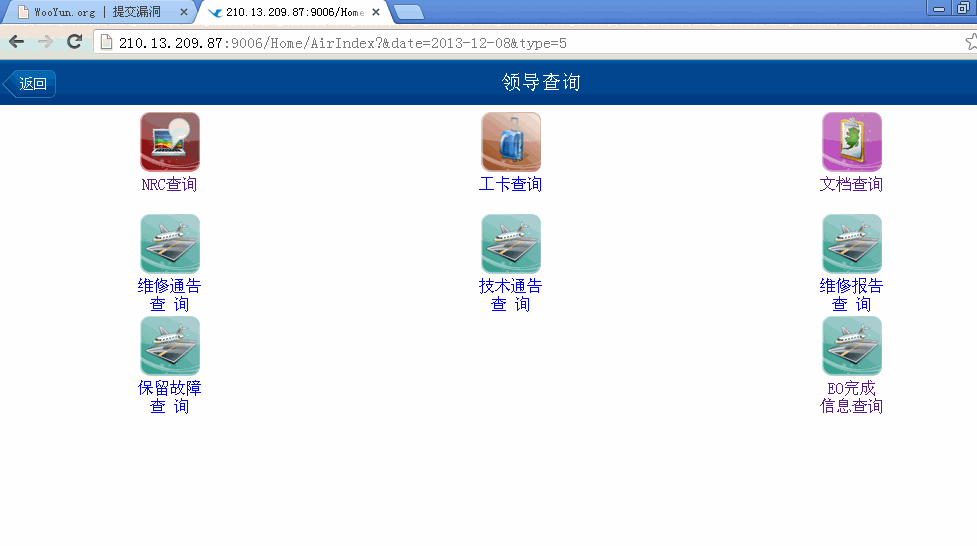 WooYun.org | 提交漏洞
210.13.209.87:9006/Home
210.13.209.87:9006/Home/AirIndex?&date=2013-12-08&type=5
返回
领导查询
NRC查询
工卡查询
文档查询
维修通告
查 询
技术通告
查 询
维修报告
查 询
保留故障
查 询
EO完成
信息查询